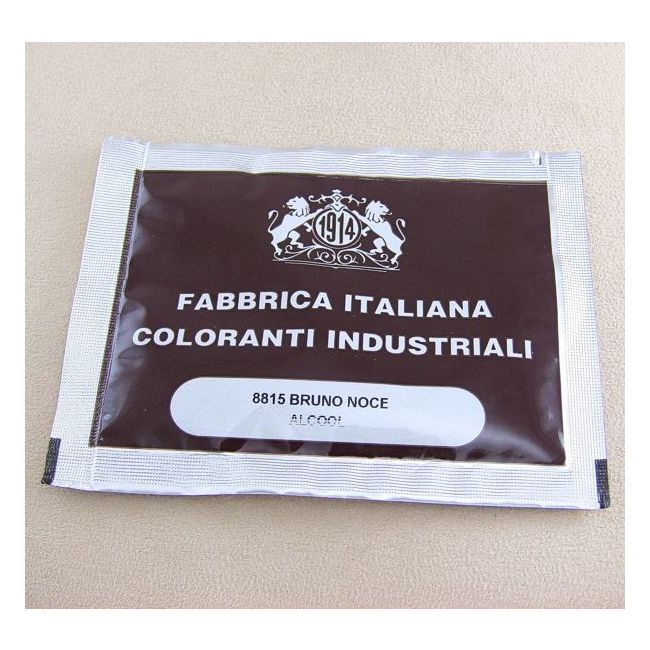 1914
FABBRICA ITALIANA
COLORANTI INDUSTRIALI
8815 BRUNO NOCE
ALCOOL